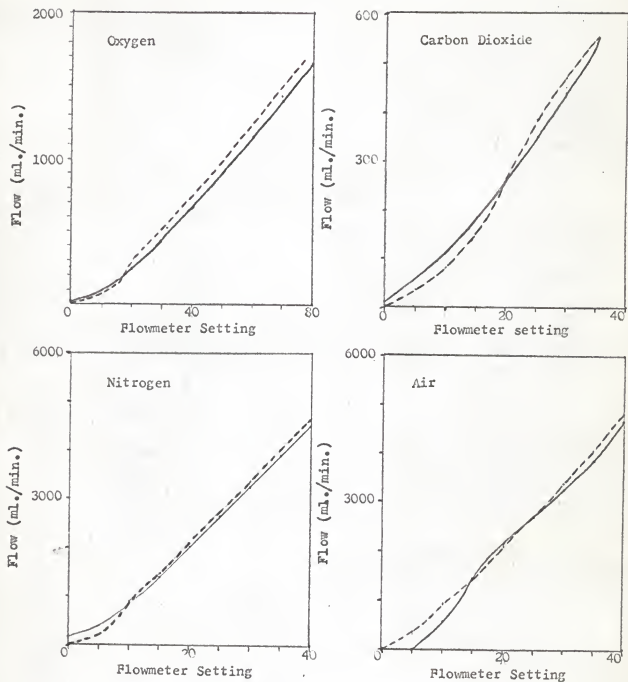 2000
Oxygen
1000
Flow (ml./min.)
0 40 80
Flowmeter Setting
600
Carbon Dioxide
300
Flow (ml./min.)
0 20 40
Flowmeter setting
6000
Nitrogen
3000
Flow (ml./min.)
0 20 40
Flowmeter Setting
6000
Air
3000
Flow (ml./min.)
0 20 40
Flowmeter Setting